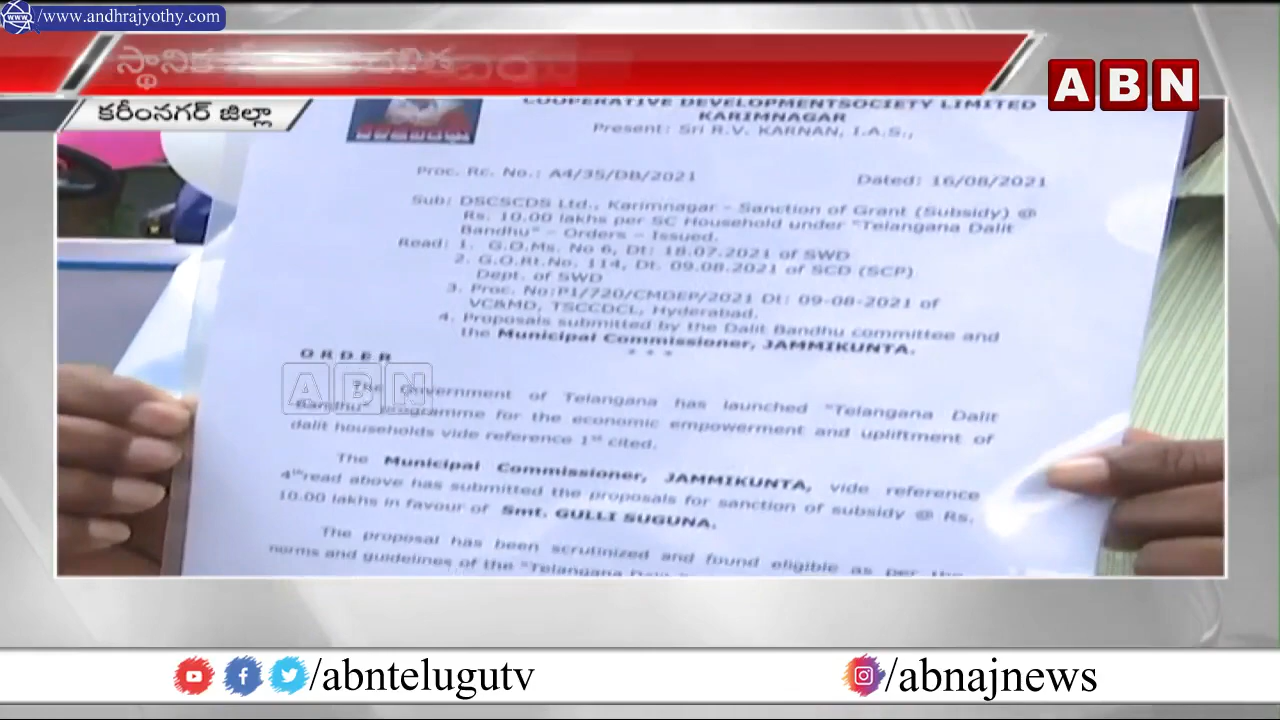 www /www.andhrajyothy.com
స్థానిక
ABN
కరీంనగర్ జిల్లా
COOPERATIVE DEVELOPMENTSOCIETY LIMITED
KARIMNAGAR
Present: Sri R.V. KARNAN, I.A.S.,
Proc. Rc. No.: A4/35/DB/2021 Dated: 16/08/2021
Sub: DSCSCDS Ltd., Karimnagar – Sanction of Grant (Subsidy) @
Rs. 10.00 lakhs per SC Household under "Telangana Dalit
Bandhu" – Orders – Issued.
Read: 1. G.O.Ms. No 6, Dt: 18.07.2021 of SWD
2. G.O.Rt.No. 114, Dt. 09.08.2021 of SCD (SCP)
Dept. of SWD
3. Proc. No:P1/720/CMDEP/2021 Dt: 09-08-2021 of
VC&MD, TSCCDCL, Hyderabad.
4. Proposals submitted by the Dalit Bandhu committee and
the Municipal Commissioner, JAMMIKUNTA.
* * *
ORDER
ABN
The Government of Telangana has launched "Telangana Dalit
Bandhu" programme for the economic empowerment and upliftment of
dalit households vide reference 1st cited.
The Municipal Commissioner, JAMMIKUNTA, vide reference
4th read above has submitted the proposals for sanction of subsidy @ Rs.
10.00 lakhs in favour of Smt. GULLI SUGUNA.
The proposal has been scrutinized and found eligible as per the
norms and guidelines of the "Telangana
/abntelugutv
/abnajnews